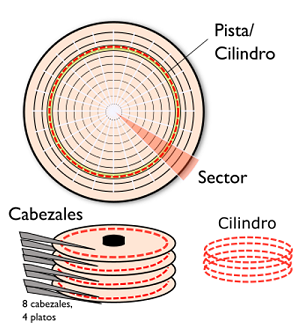 Pista/
Cilindro
Sector
Cabezales
Cilindro
8 cabezales,
4 platos